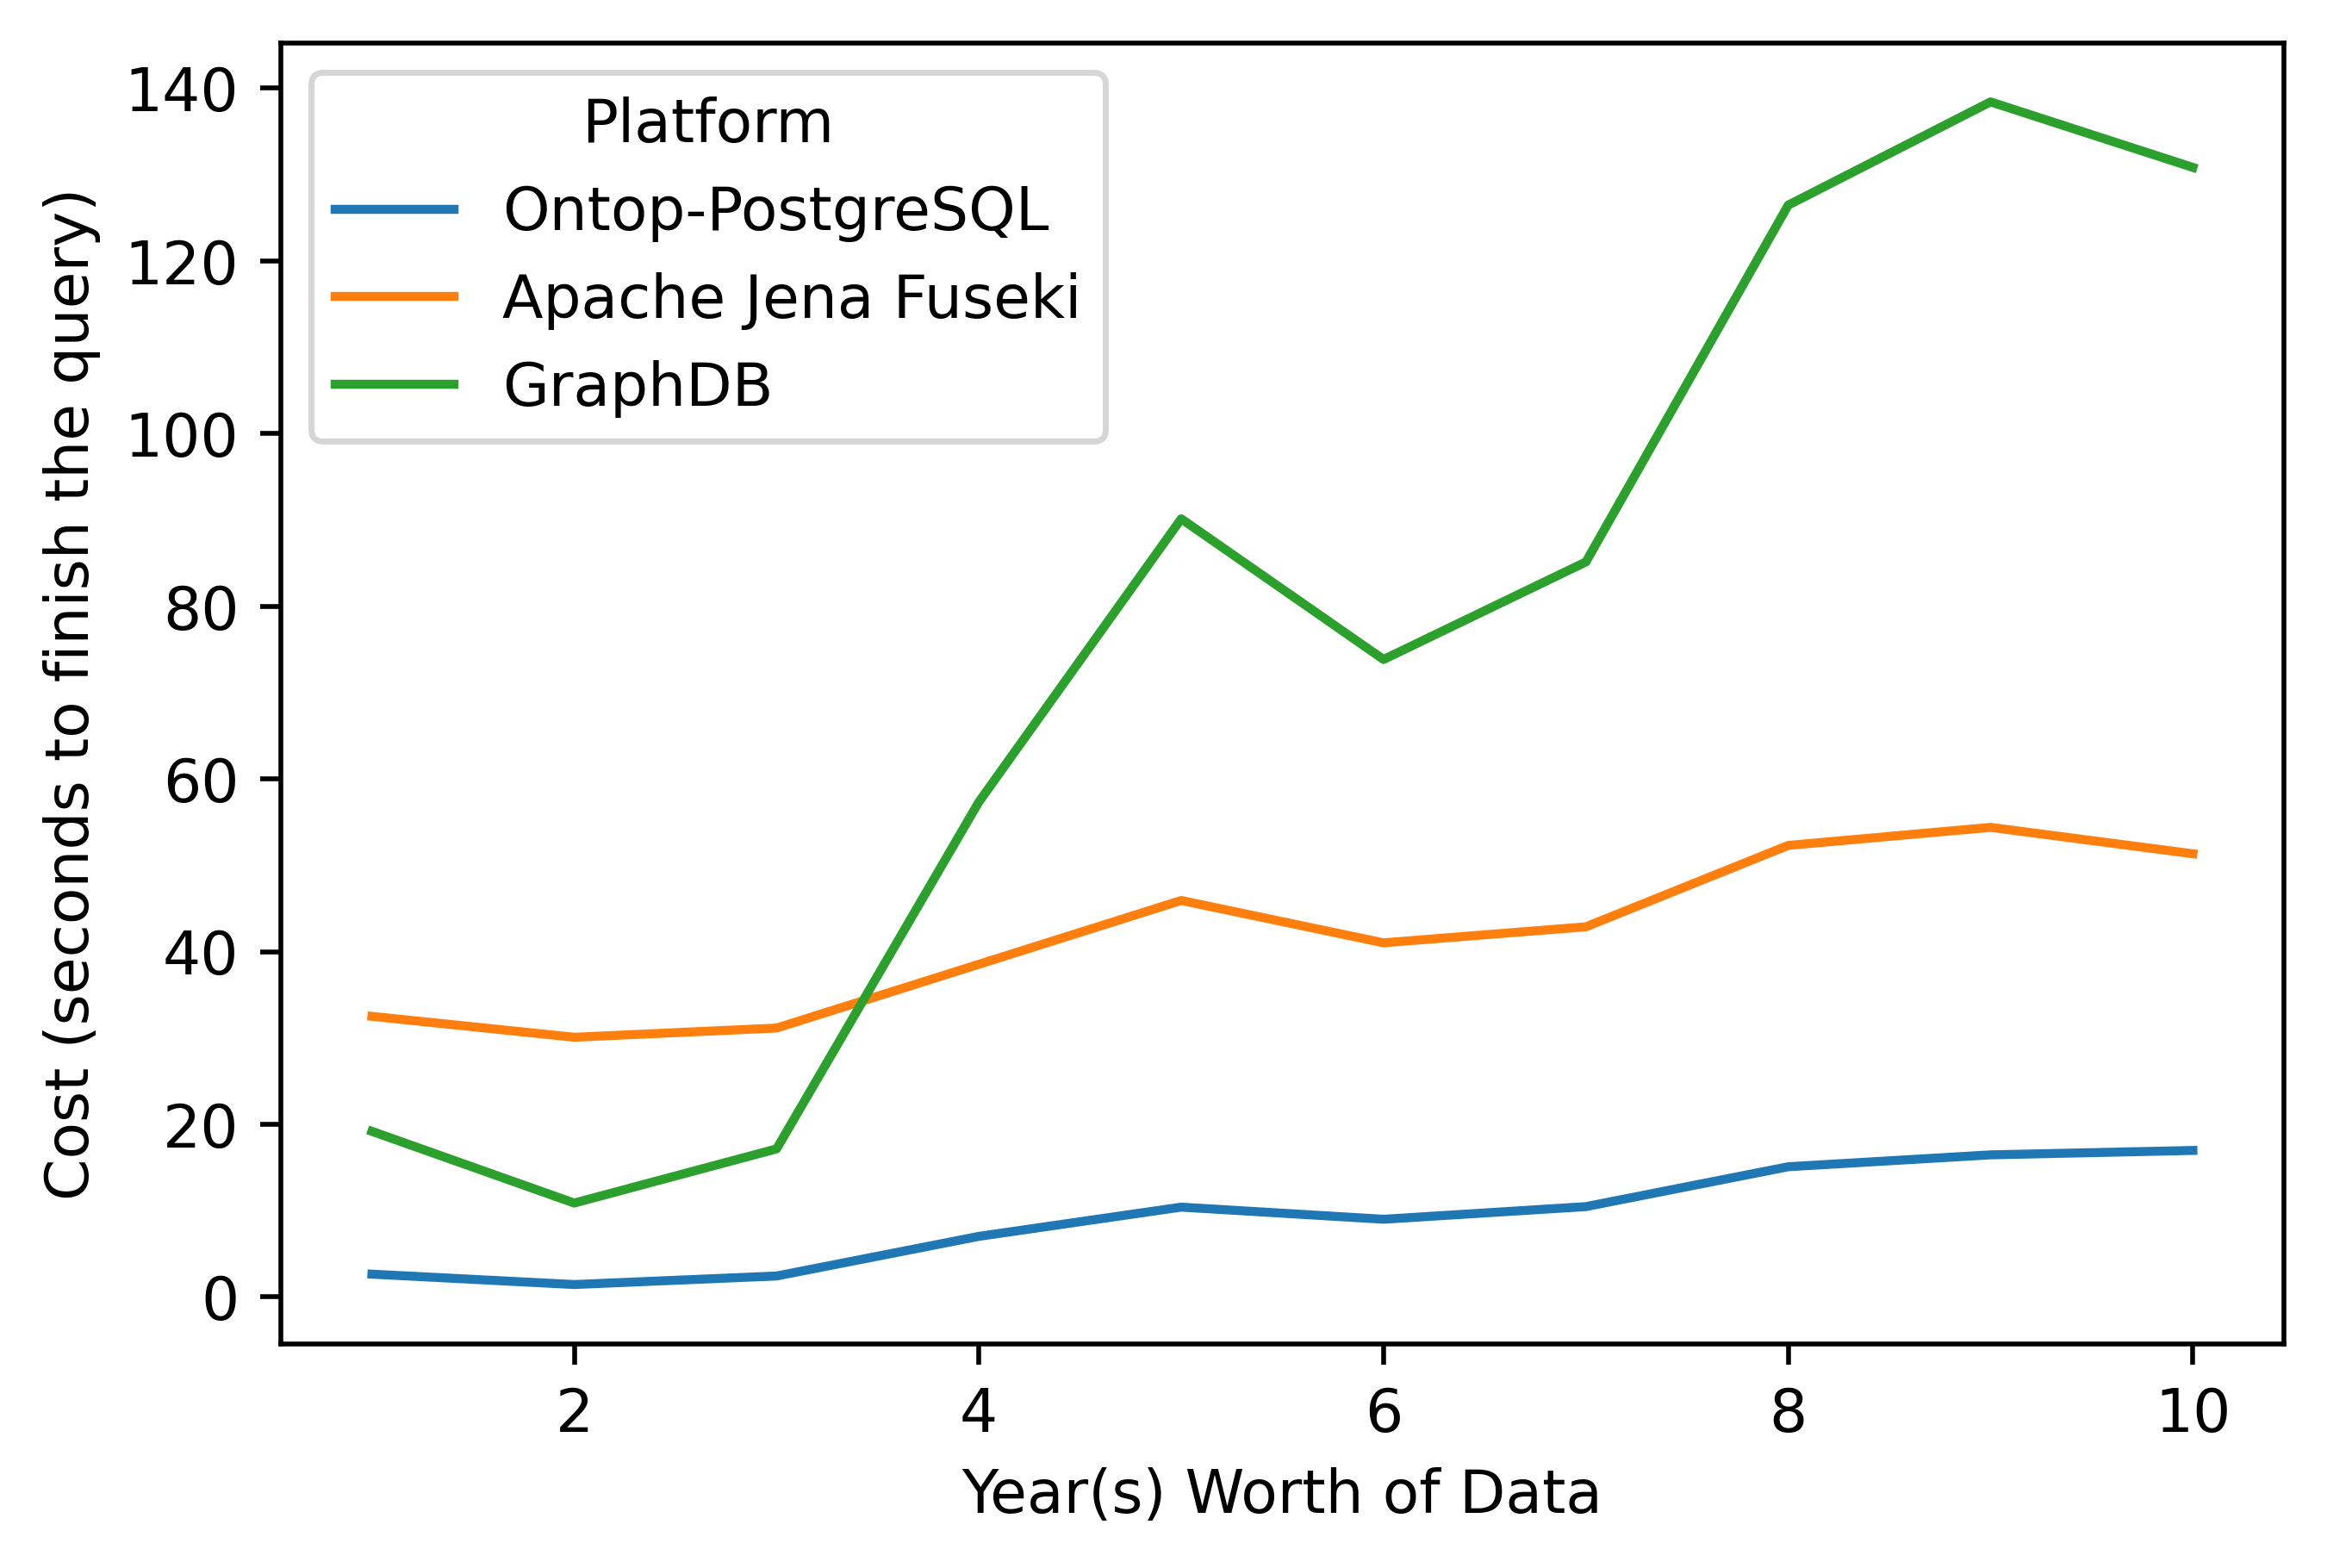 Cost (seconds to finish the query)
140
120
100
80
60
40
20
0
Platform
Ontop-PostgreSQL
Apache Jena Fuseki
GraphDB
2
4
6
8
10
Year(s) Worth of Data